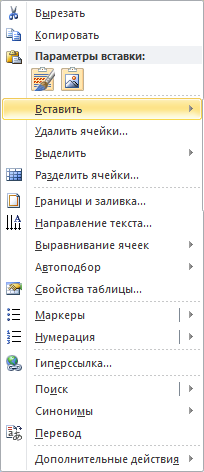 Вырезать
Копировать
Параметры вставки:
Вставить
Удалить ячейки...
Выделить
Разделить ячейки...
Границы и заливка...
Направление текста...
Выравнивание ячеек
Автоподбор
Свойства таблицы...
Маркеры
Нумерация
Гиперссылка...
Поиск
Синонимы
Перевод
Дополнительные действия